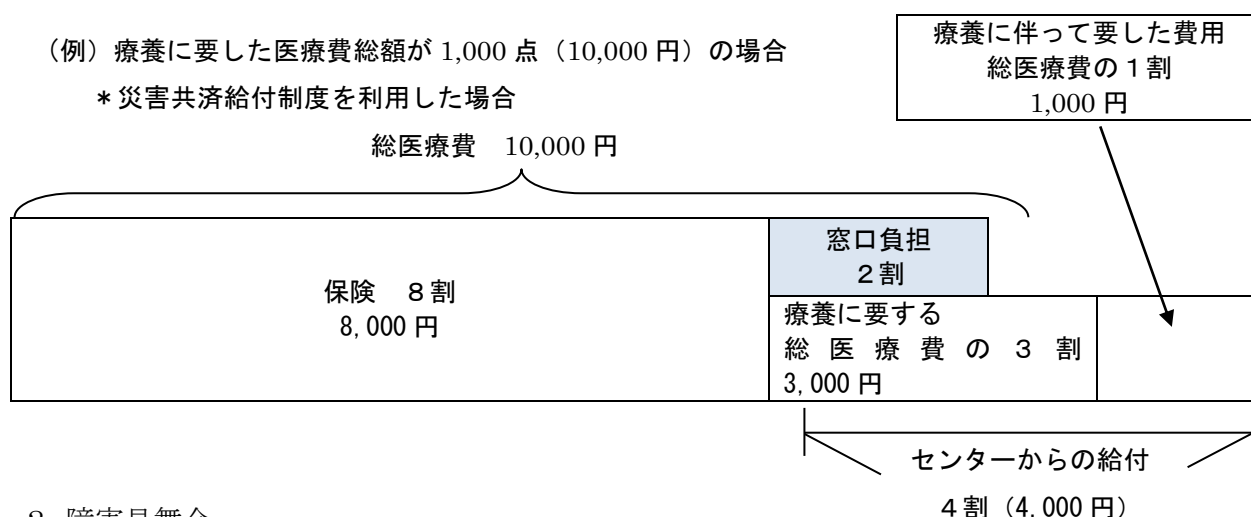 （例）療養に要した医療費総額が 1,000 点（10,000 円）の場合
＊災害共済給付制度を利用した場合
総医療費　10,000 円
療養に伴って要した費用
総医療費の１割
1,000 円
保険　８割
8,000 円
窓口負担
２割
療養に要する
総医療費の３割
3,000 円
センターからの給付
４割（4,000 円）